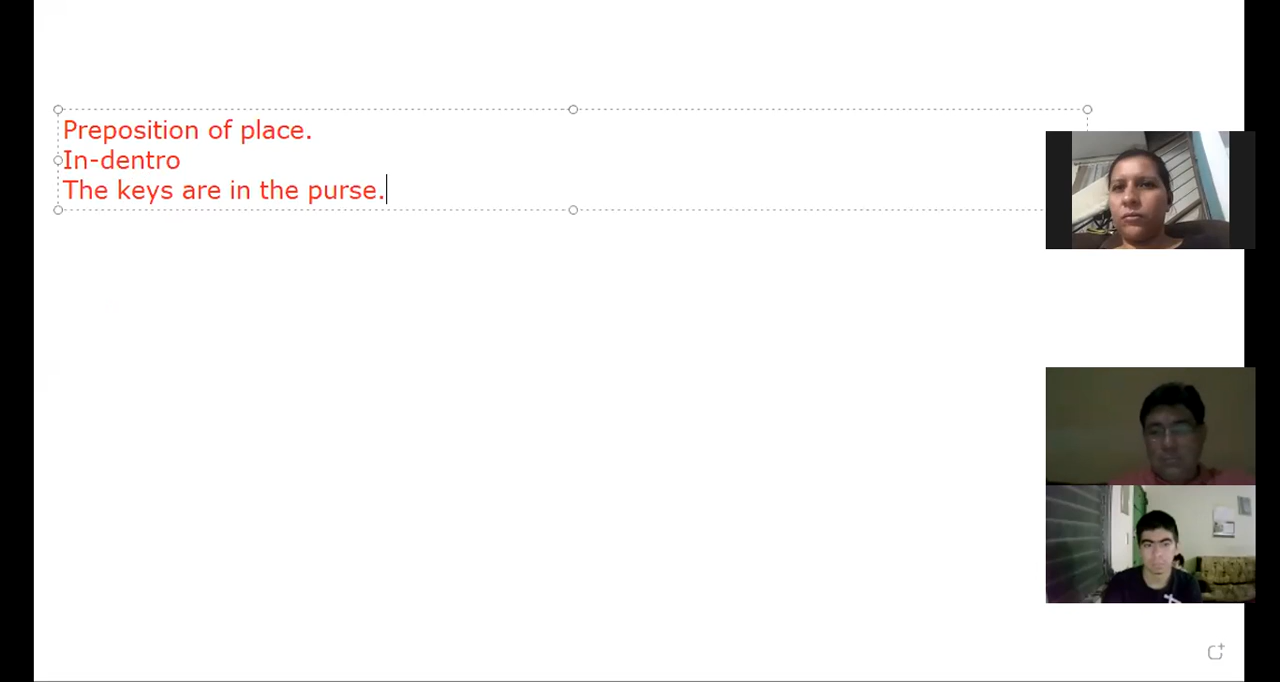 Preposition of place.
In-dentro
The keys are in the purse.